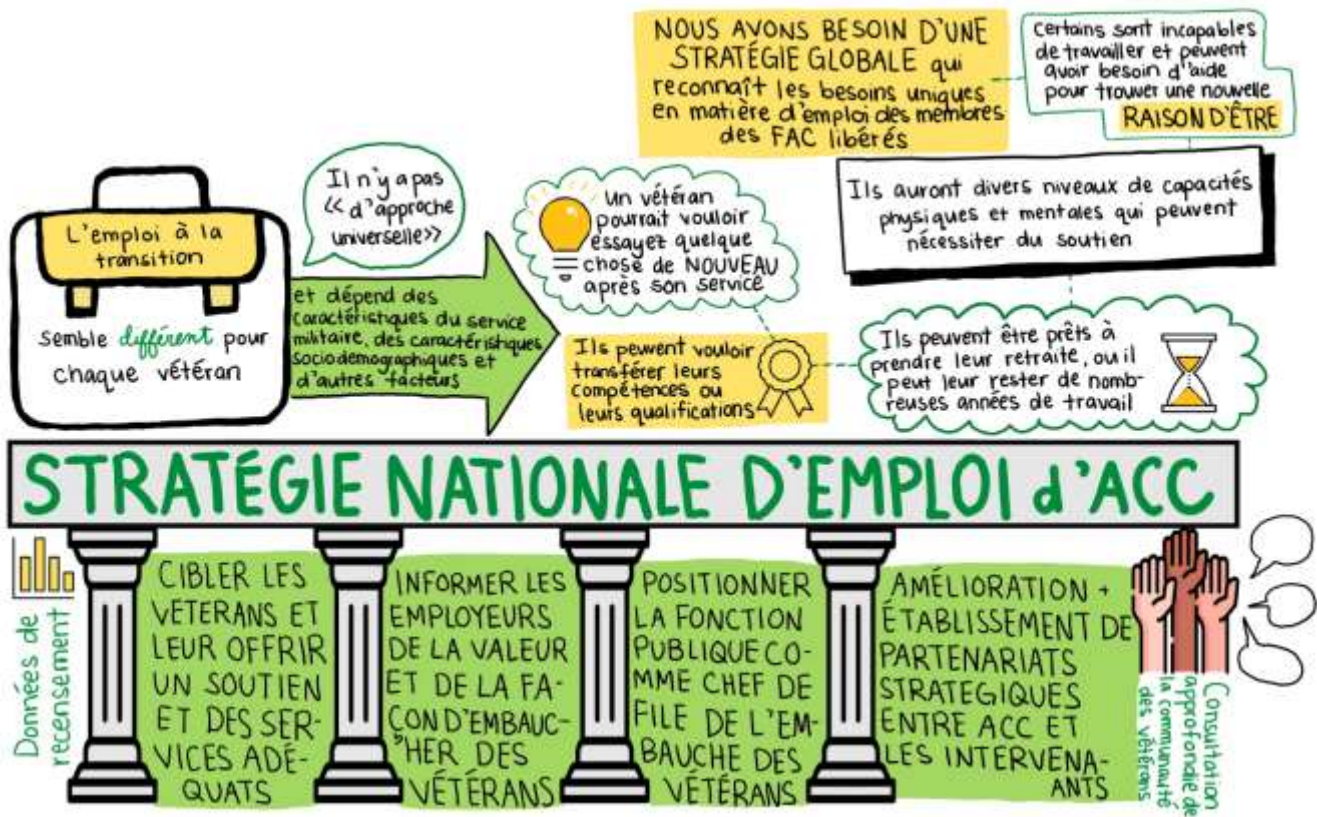 NOUS AVONS BESOIN D'UNE
STRATÉGIE GLOBALE qui
reconnaît les besoins uniques
en matière d'emploi des membres
des FAC libérés
Certains sont incapables
de travailler et peuvent
avoir besoin d'aide
pour trouver une nouvelle
RAISON D'ÊTRE
L'emploi à la
transition
semble différent pour
chaque vétéran
Il n'y a pas
<< d'approche
universelle>>
et dépend des
caractéristiques du service
militaire, des caractéristiques
sociodemographiques et
d'autres facteurs
Un vétéran
pourrait vouloir
essayez quelque
chose de NOUVEAU
après son service
Ils auront divers niveaux de capacités
physiques et mentales qui peuvent
nécessiter du soutien
Ils peuvent vouloir
transférer leurs
compétences ou
leurs qualifications
Ils peuvent être prêts à
prendre leur retraite, ou il
peut leur rester de nomb-
reuses années de travail
STRATÉGIE NATIONALE D'EMPLOI d'ACC
Données de
recensement
CIBLER LES
VÉTERANS ET
LEUR OFFRIR
UN SOUTIEN
ET DES SER-
VICES ADÉ-
QUATS
INFORMER LES
EMPLOYEURS
DE LA VALEUR
ET DE LA FA-
ÇON D'EMBAUC-
HER DES
VÉTÉRANS
POSITIONNER
LA FONCTION
PUBLIQUE CO-
MME CHEF DE
FILE DE L'EM-
BAUCHE DES
VÉTÉRANS
AMÉLIORATION +
ÉTABLISSEMENT DE
PARTENARIATS
STRATEGIQUES
ENTRE ACC ET
LES INTERVENA-
ANTS
Consultation
approfondie de
la communauté
des vétérans